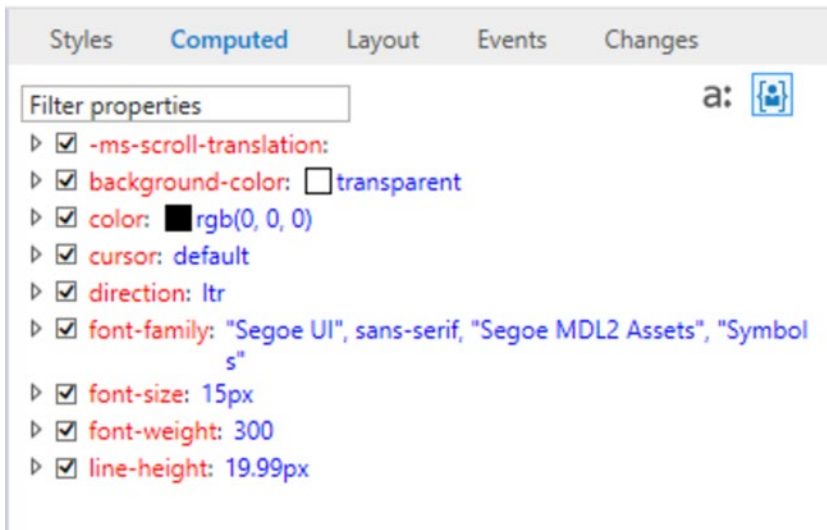 Styles Computed Layout Events Changes
Filter properties a:
-ms-scroll-translation:
background-color: transparent
color: rgb(0, 0, 0)
cursor: default
direction: ltr
font-family: "Segoe UI", sans-serif, "Segoe MDL2 Assets", "Symbol
s"
font-size: 15px
font-weight: 300
line-height: 19.99px